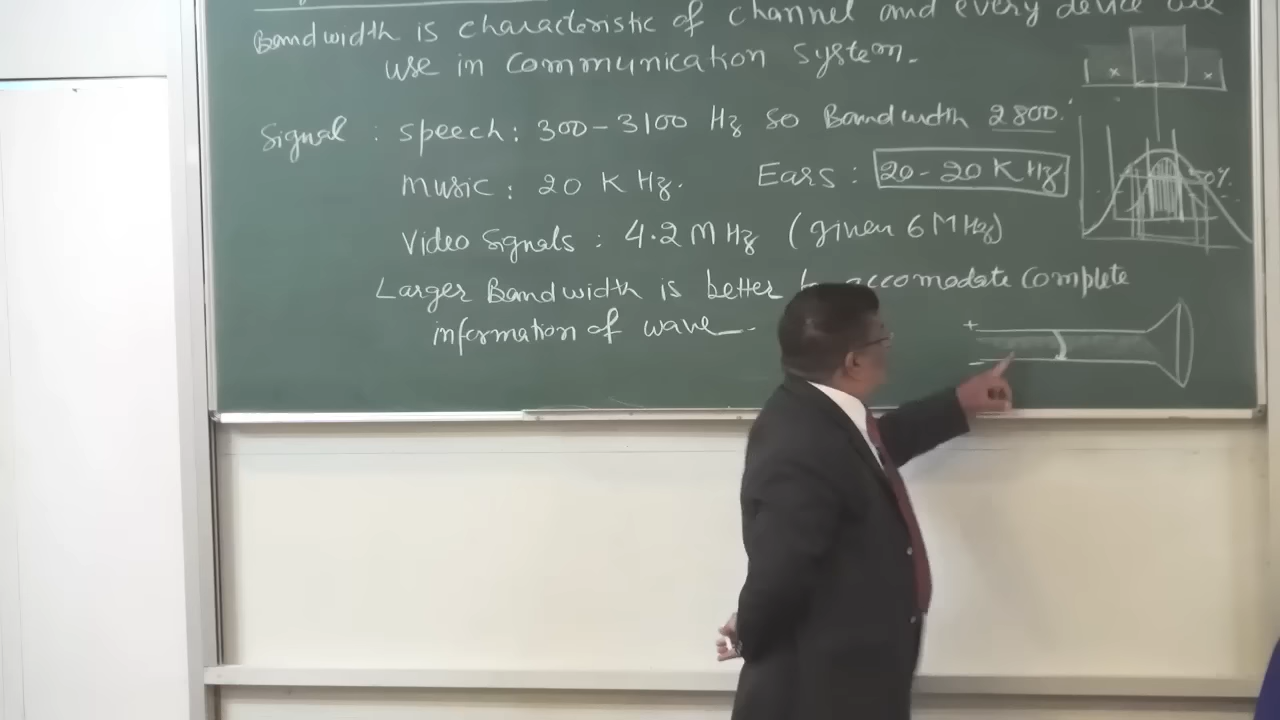 Bandwidth is characteristic of channel and every device we
use in communication system.
Signal : speech : 300-3100 Hz so Bandwidth 2800.
Music : 20 K Hz. Ears : 20-20 K Hz
50%
Video Signals : 4.2 M Hz (given 6 M Hz)
Larger Bandwidth is better accomodate complete
information of wave.
+
-